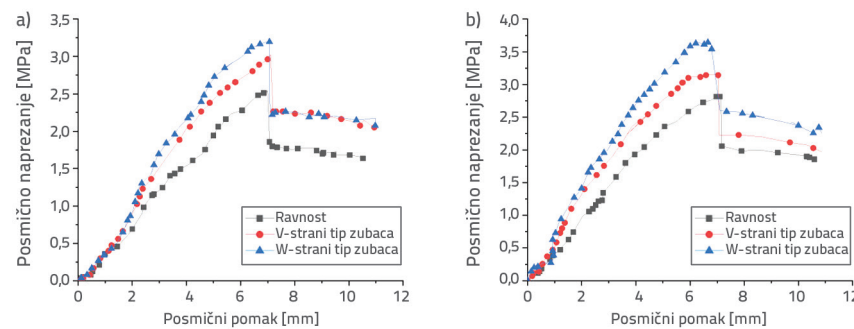 a)
Posmično naprezanje [MPa]
3,5
3,0
2,5
2,0
1,5
1,0
0,5
0,0
0
2
4
6
8
10
12
Posmični pomak [mm]
Ravnost
V-strani tip zubaca
W-strani tip zubaca
b)
Posmično naprezanje [MPa]
4,0
3,5
3,0
2,5
2,0
1,5
1,0
0,5
0,0
0
2
4
6
8
10
12
Posmični pomak [mm]
Ravnost
V-strani tip zubaca
W-strani tip zubaca